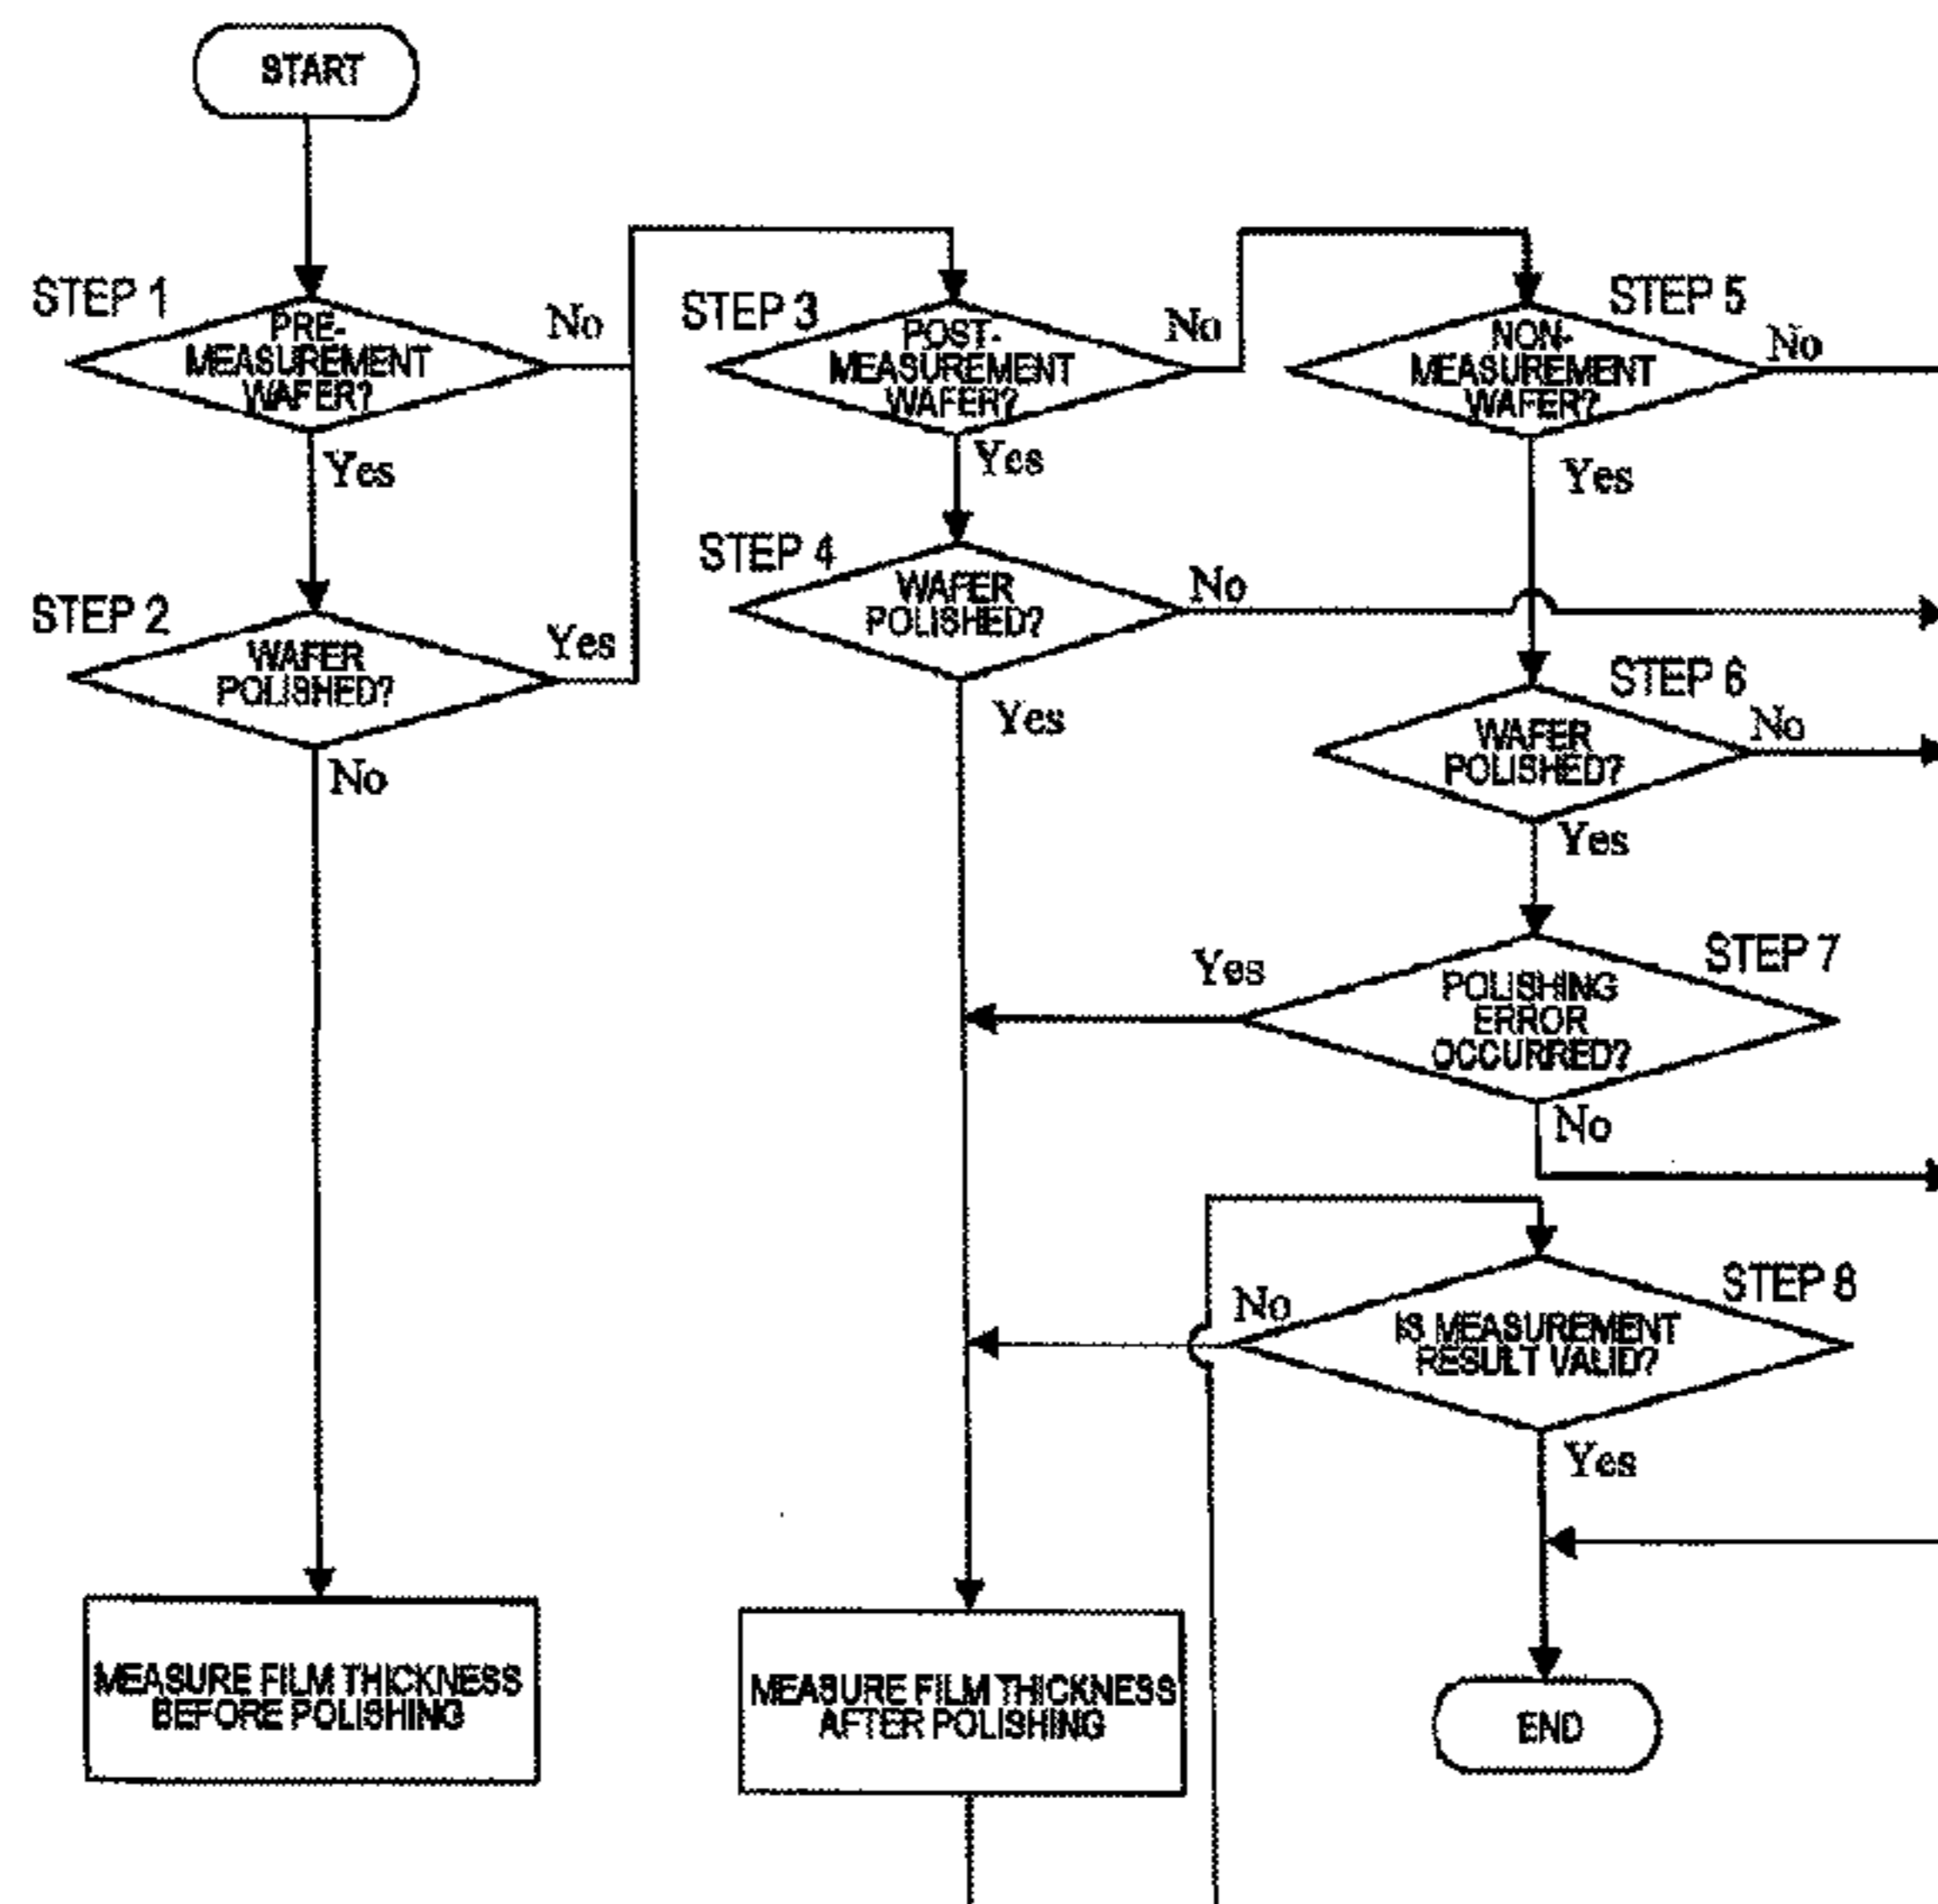 START
STEP 1
PRE-
MEASUREMENT
WAFER?
No
Yes
STEP 2
WAFER
POLISHED?
Yes
No
MEASURE FILM THICKNESS
BEFORE POLISHING
STEP 3
POST-
MEASUREMENT
WAFER?
No
Yes
STEP 4
WAFER
POLISHED?
No
Yes
MEASURE FILM THICKNESS
AFTER POLISHING
STEP 5
NON-
MEASUREMENT
WAFER?
No
Yes
STEP 6
WAFER
POLISHED?
No
Yes
STEP 7
POLISHING
ERROR
OCCURRED?
Yes
No
STEP 8
IS MEASUREMENT
RESULT VALID?
No
Yes
END